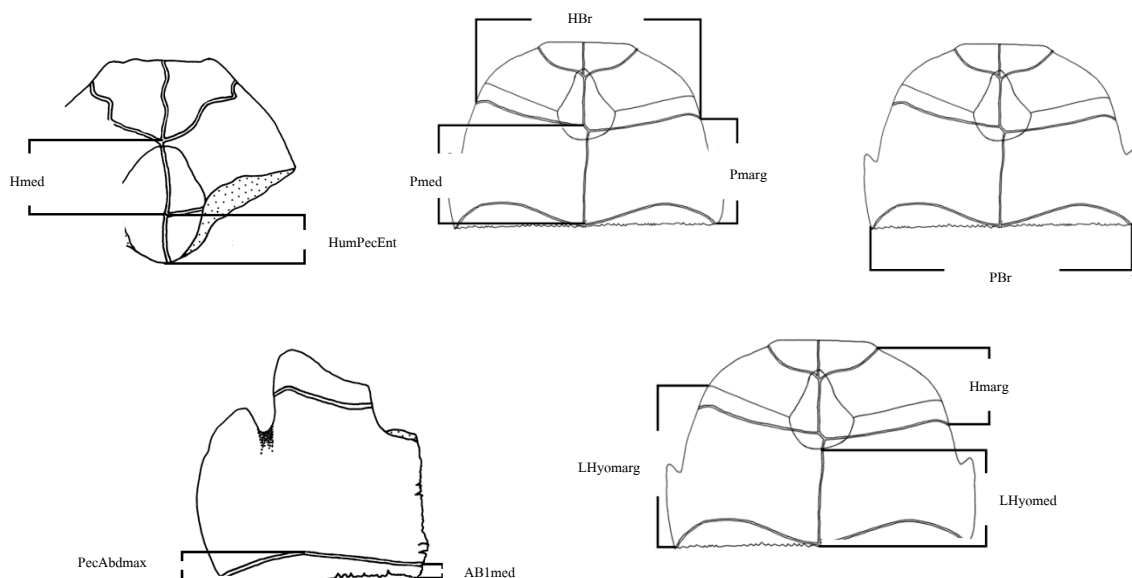 HBr
Hmed
Pmed
Pmarg
HumPecEnt
PBr
Hmarg
LHyomarg
LHyomed
PecAbdmax
AB1med